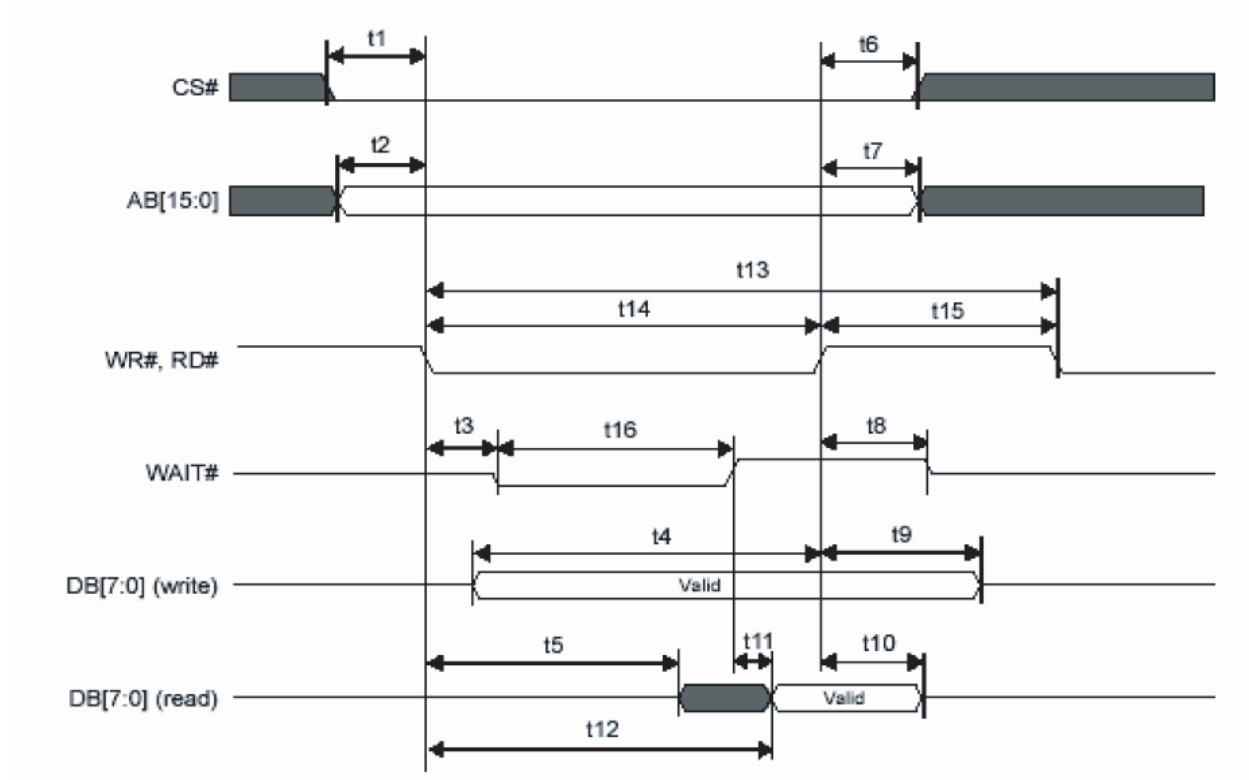 t1
t6
CS#
t2
t7
AB[15:0]
t13
t14
t15
WR#, RD#
t3
t16
t8
WAIT#
t4
t9
DB[7:0] (write)
Valid
t5
t11
t10
DB[7:0] (read)
Valid
t12